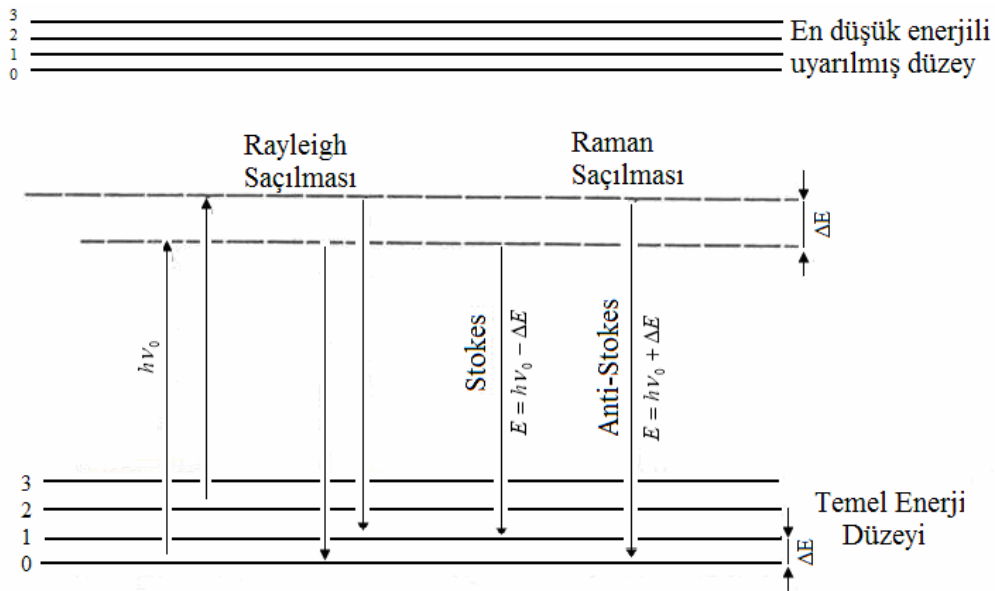 3
2
1
0
En düşük enerjili
uyarılmış düzey
Rayleigh
Saçılması
Raman
Saçılması
ΔE
hν₀
Stokes
E = hν₀ − ΔE
Anti-Stokes
E = hν₀ + ΔE
3
2
1
0
Temel Enerji
Düzeyi
ΔE